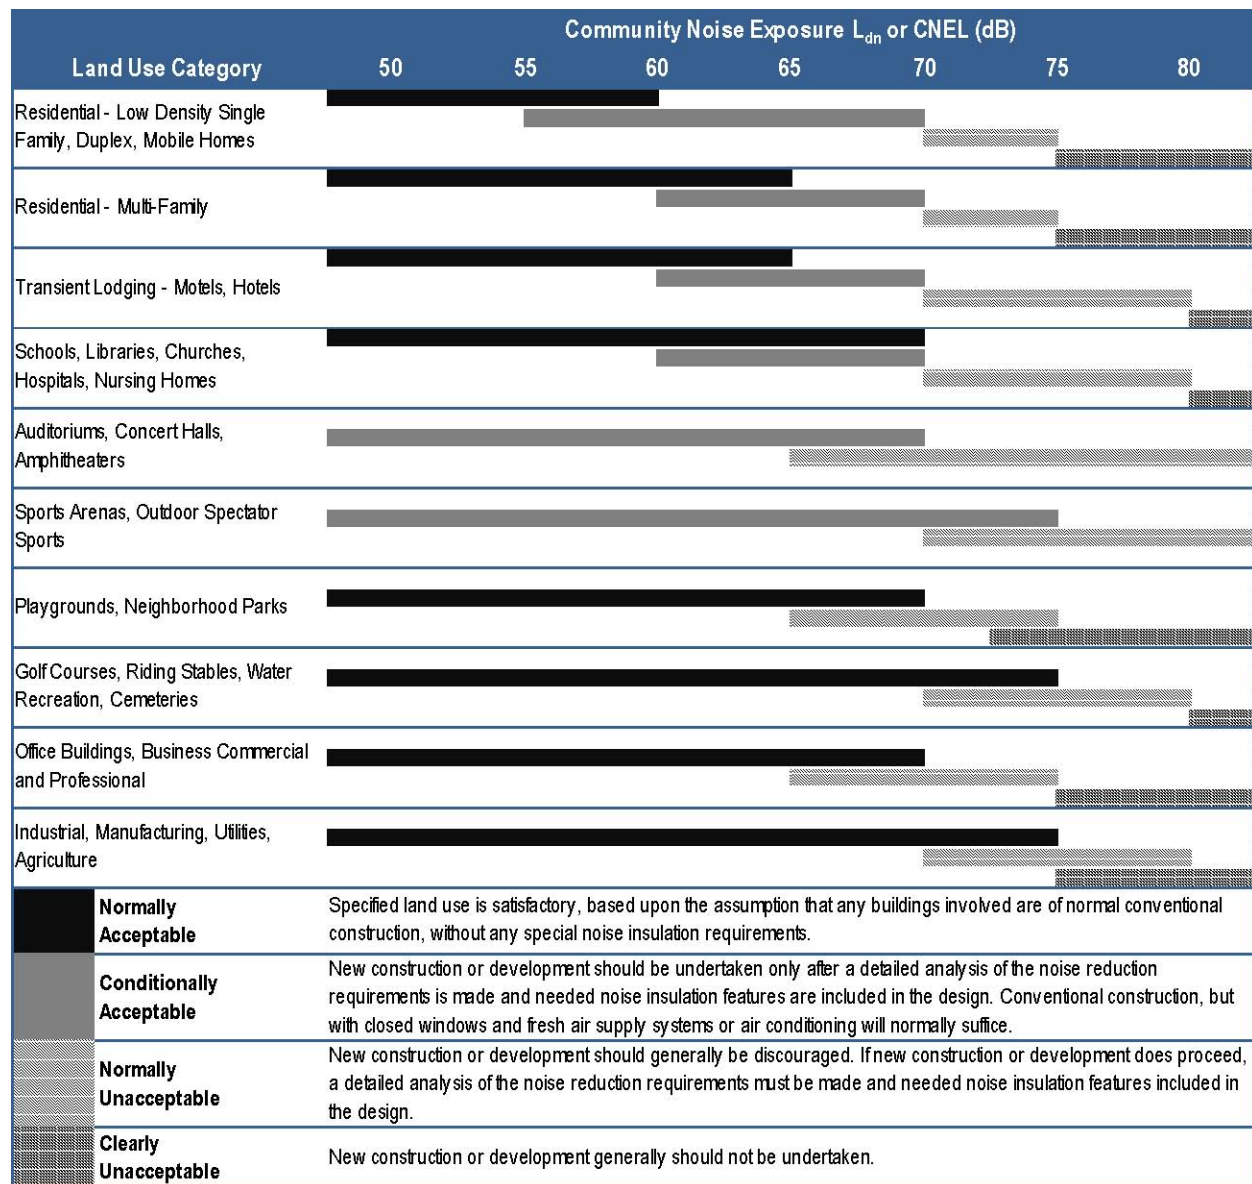 Community Noise Exposure Ldn or CNEL (dB)
Land Use Category 50 55 60 65 70 75 80
Residential - Low Density Single
Family, Duplex, Mobile Homes
Residential - Multi-Family
Transient Lodging - Motels, Hotels
Schools, Libraries, Churches,
Hospitals, Nursing Homes
Auditoriums, Concert Halls,
Amphitheaters
Sports Arenas, Outdoor Spectator
Sports
Playgrounds, Neighborhood Parks
Golf Courses, Riding Stables, Water
Recreation, Cemeteries
Office Buildings, Business Commercial
and Professional
Industrial, Manufacturing, Utilities,
Agriculture
Normally
Acceptable
Specified land use is satisfactory, based upon the assumption that any buildings involved are of normal conventional
construction, without any special noise insulation requirements.
Conditionally
Acceptable
New construction or development should be undertaken only after a detailed analysis of the noise reduction
requirements is made and needed noise insulation features are included in the design. Conventional construction, but
with closed windows and fresh air supply systems or air conditioning will normally suffice.
Normally
Unacceptable
New construction or development should generally be discouraged. If new construction or development does proceed,
a detailed analysis of the noise reduction requirements must be made and needed noise insulation features included in
the design.
Clearly
Unacceptable
New construction or development generally should not be undertaken.